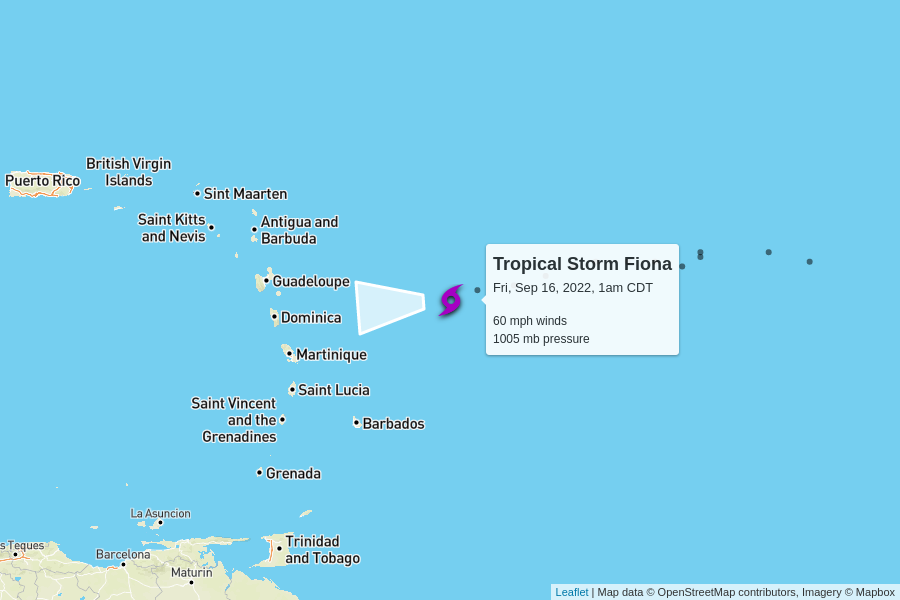 British Virgin
Islands
Puerto Rico
Sint Maarten
Saint Kitts
and Nevis
Antigua and
Barbuda
Guadeloupe
Dominica
Martinique
Saint Lucia
Saint Vincent
and the
Grenadines
Barbados
Grenada
La Asuncion
s Teques
Barcelona
Maturin
Trinidad
and Tobago
Tropical Storm Fiona
Fri, Sep 16, 2022, 1am CDT
60 mph winds
1005 mb pressure
Leaflet | Map data © OpenStreetMap contributors, Imagery © Mapbox